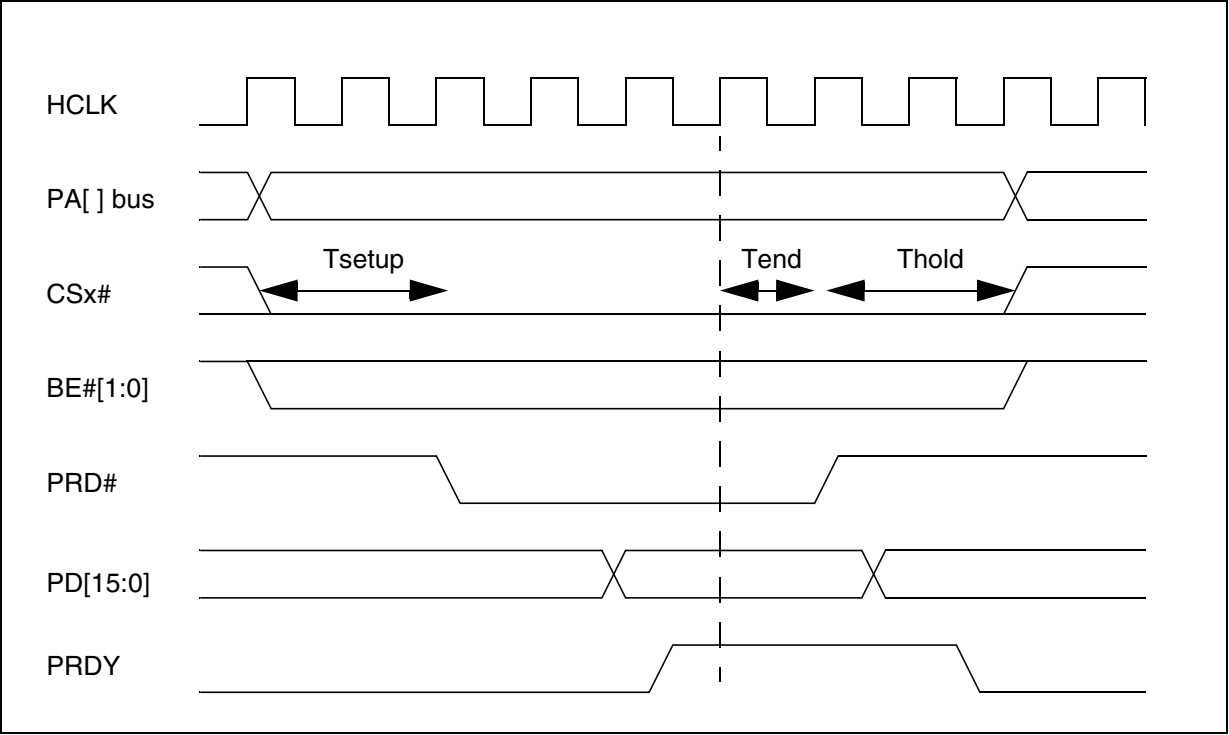 HCLK
PA[ ] bus
Tsetup
Tend
Thold
CSx#
BE#[1:0]
PRD#
PD[15:0]
PRDY